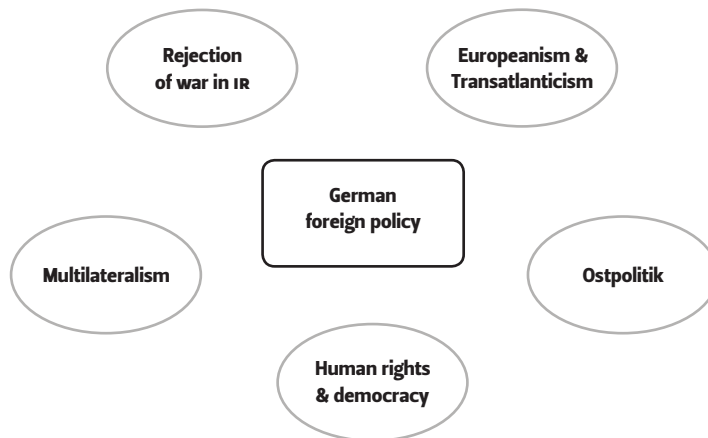 Rejection
of war in IR
Europeanism &
Transatlanticism
German
foreign policy
Multilateralism
Ostpolitik
Human rights
& democracy